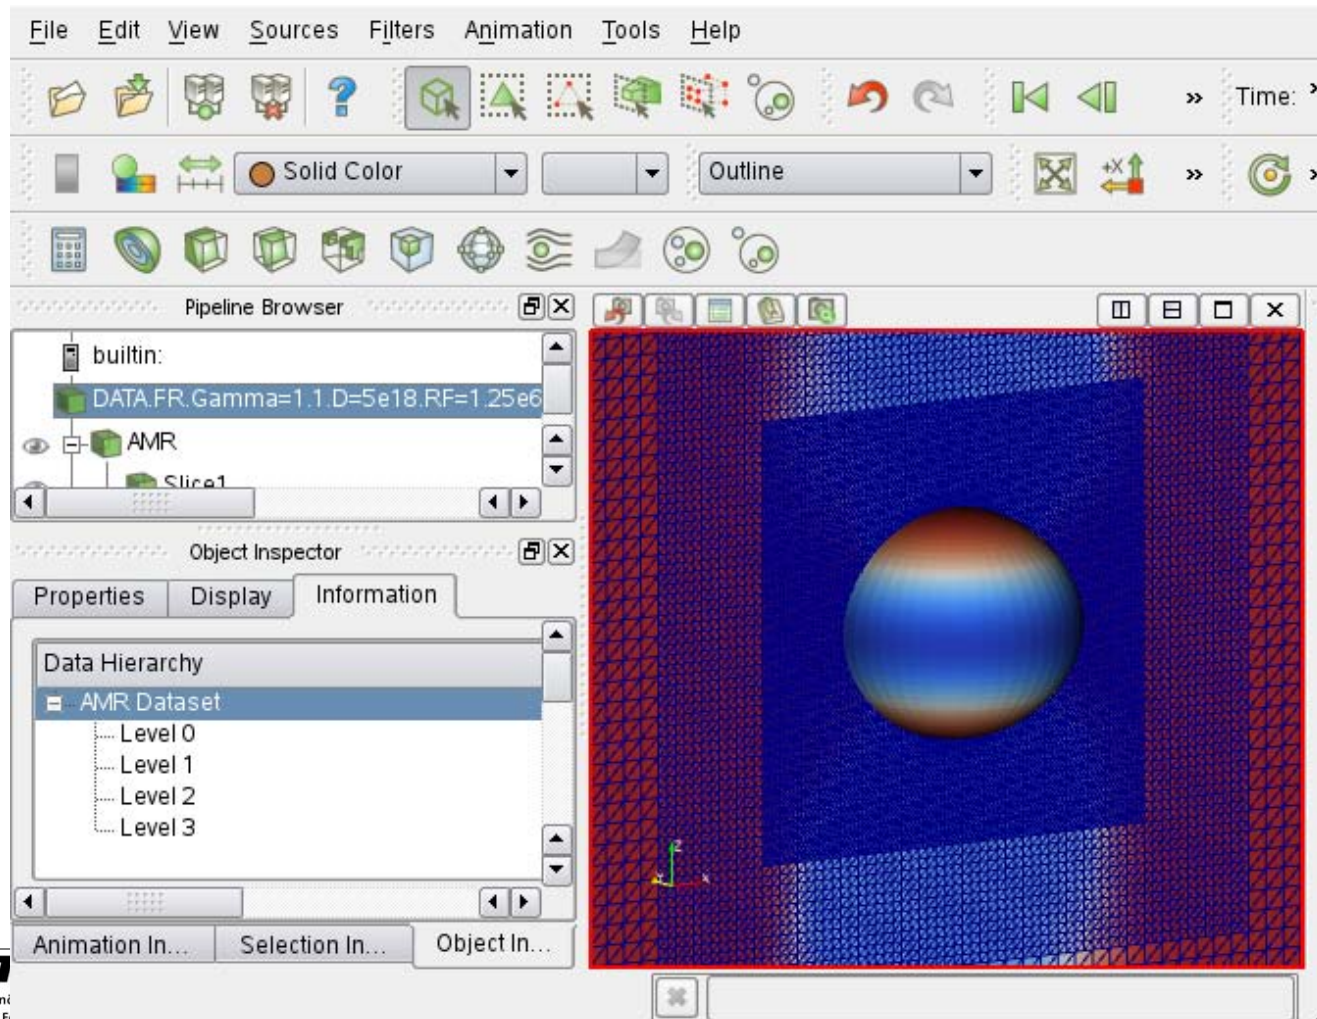 File Edit View Sources Filters Animation Tools Help
Time:
Solid Color
Outline
+X
Pipeline Browser
builtin:
DATA.FR.Gamma=1.1.D=5e18.RF=1.25e6
AMR
Slice1
Object Inspector
Properties Display Information
Data Hierarchy
AMR Dataset
Level 0
Level 1
Level 2
Level 3
Animation In... Selection In... Object In...
Z
X